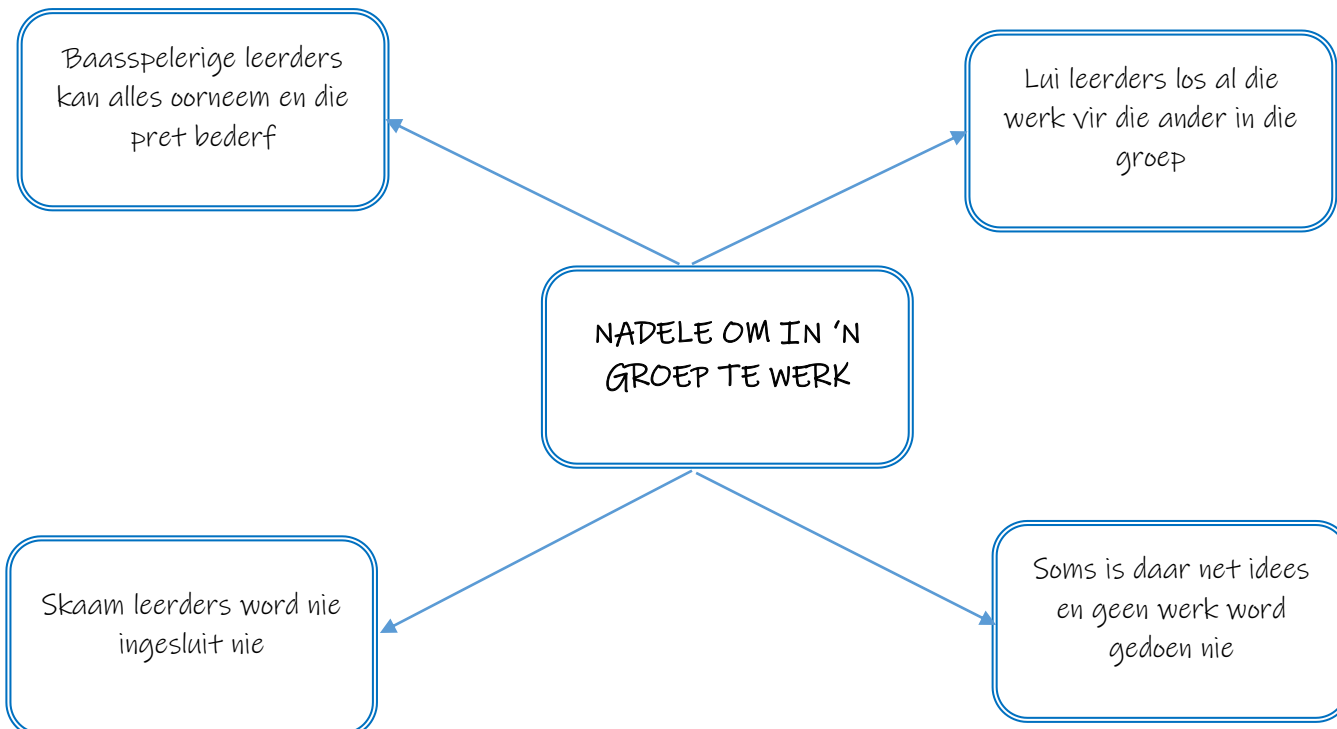 Baasspelerige leerders
kan alles oorneem en die
pret bederf
Lui leerders los al die
werk vir die ander in die
groep
NADELE OM IN ‘N
GROEP TE WERK
Skaam leerders word nie
ingesluit nie
Soms is daar net idees
en geen werk word
gedoen nie